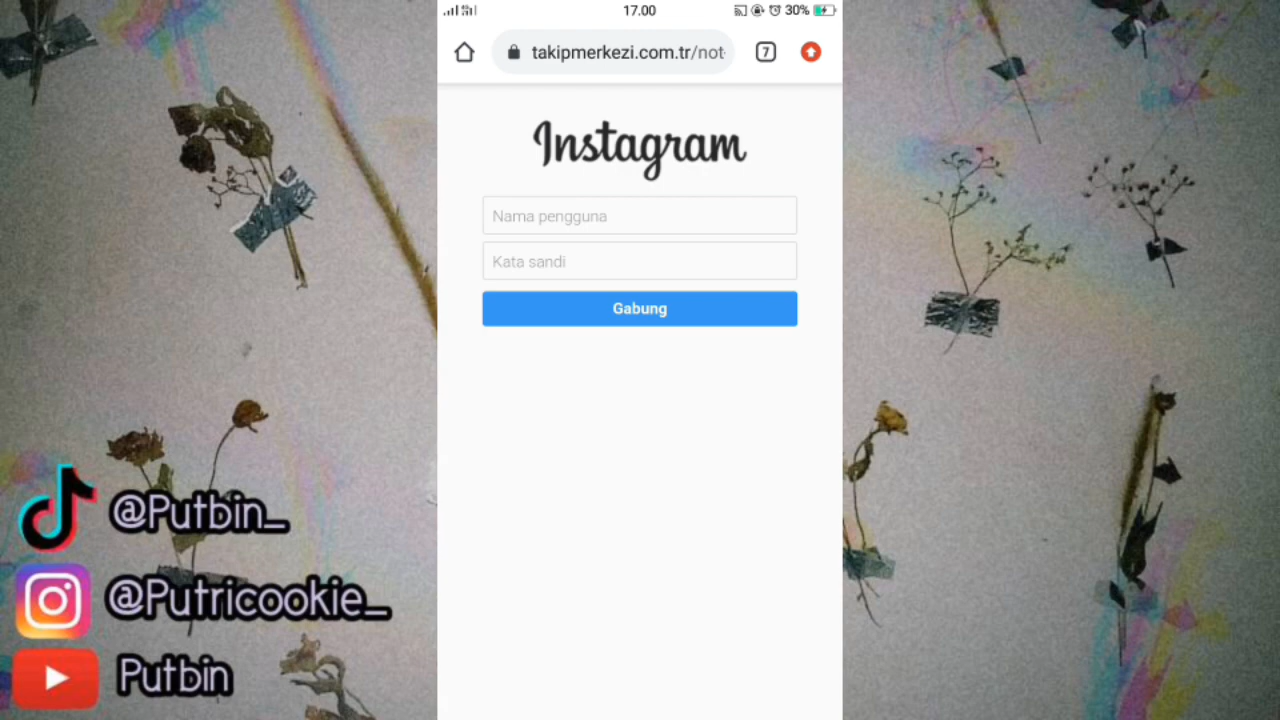 17.00
30%
takipmerkezi.com.tr/not
7
Instagram
Nama pengguna
Kata sandi
Gabung
@Putbin_
@Putricookie_
Putbin